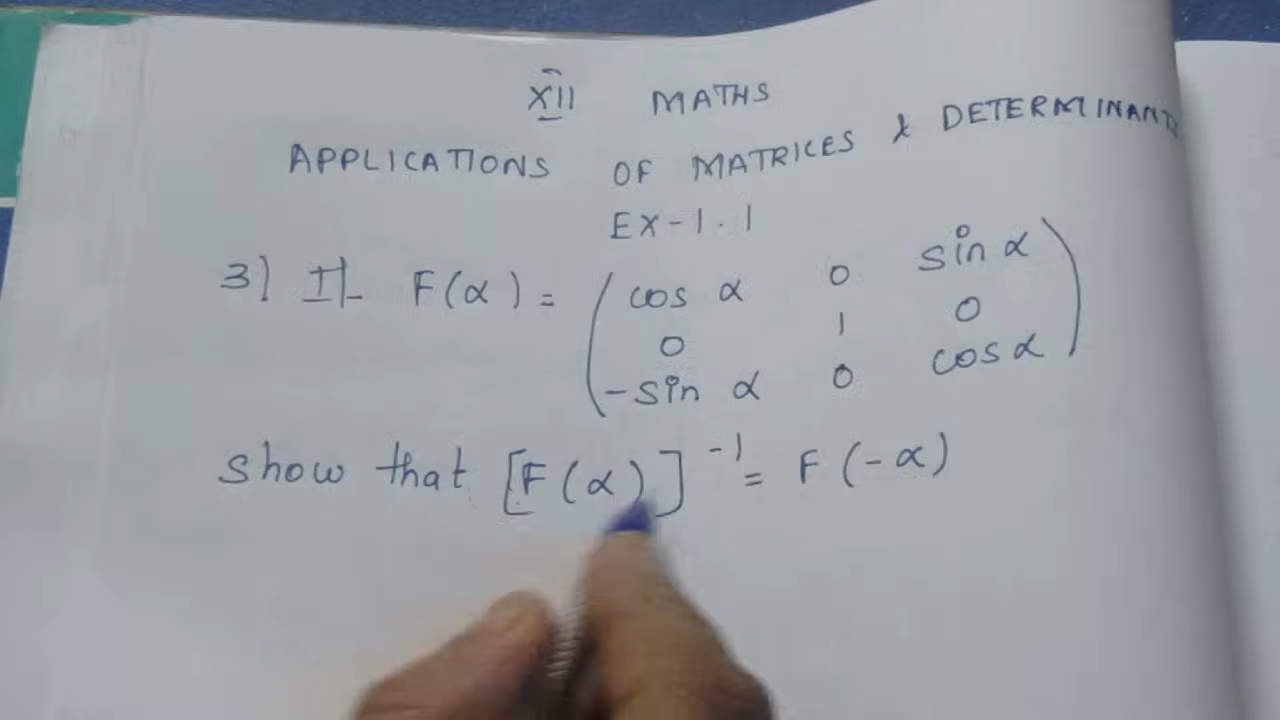 XII MATHS
APPLICATIONS OF MATRICES & DETERMINANTS
EX-1.1
3) If F(α) = ( cos α 0 sin α
0 1 0
-sin α 0 cos α )
show that [F(α)]⁻¹ = F(-α)